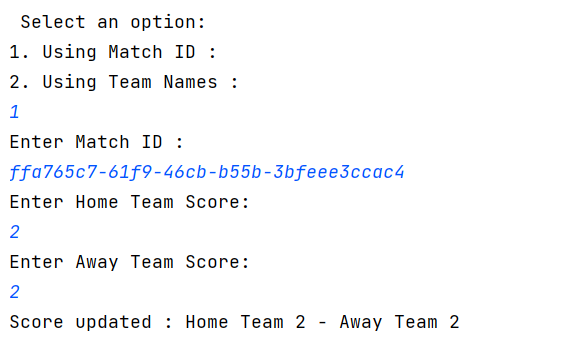 Select an option:
1. Using Match ID :
2. Using Team Names :
1
Enter Match ID :
ffa765c7-61f9-46cb-b55b-3bfeee3ccac4
Enter Home Team Score:
2
Enter Away Team Score:
2
Score updated : Home Team 2 - Away Team 2